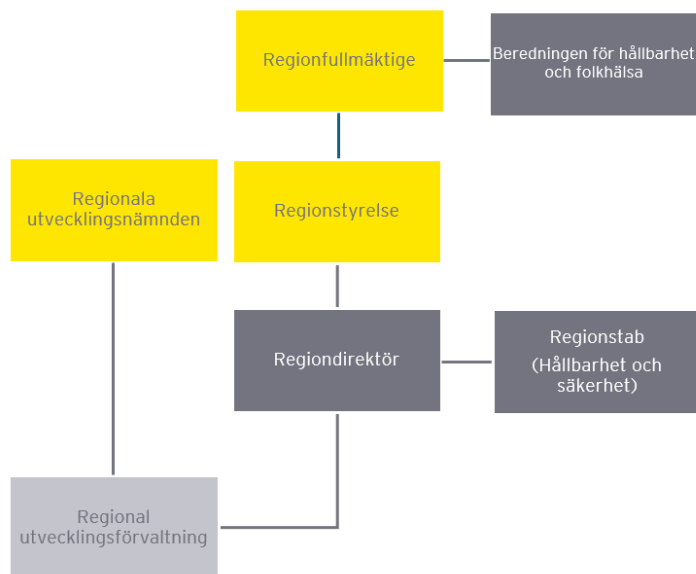 Regionfullmäktige
Beredningen för hållbarhet
och folkhälsa
Regionala
utvecklingsnämnden
Regionstyrelse
Regiondirektör
Regionstab
(Hållbarhet och
säkerhet)
Regional
utvecklingsförvaltning